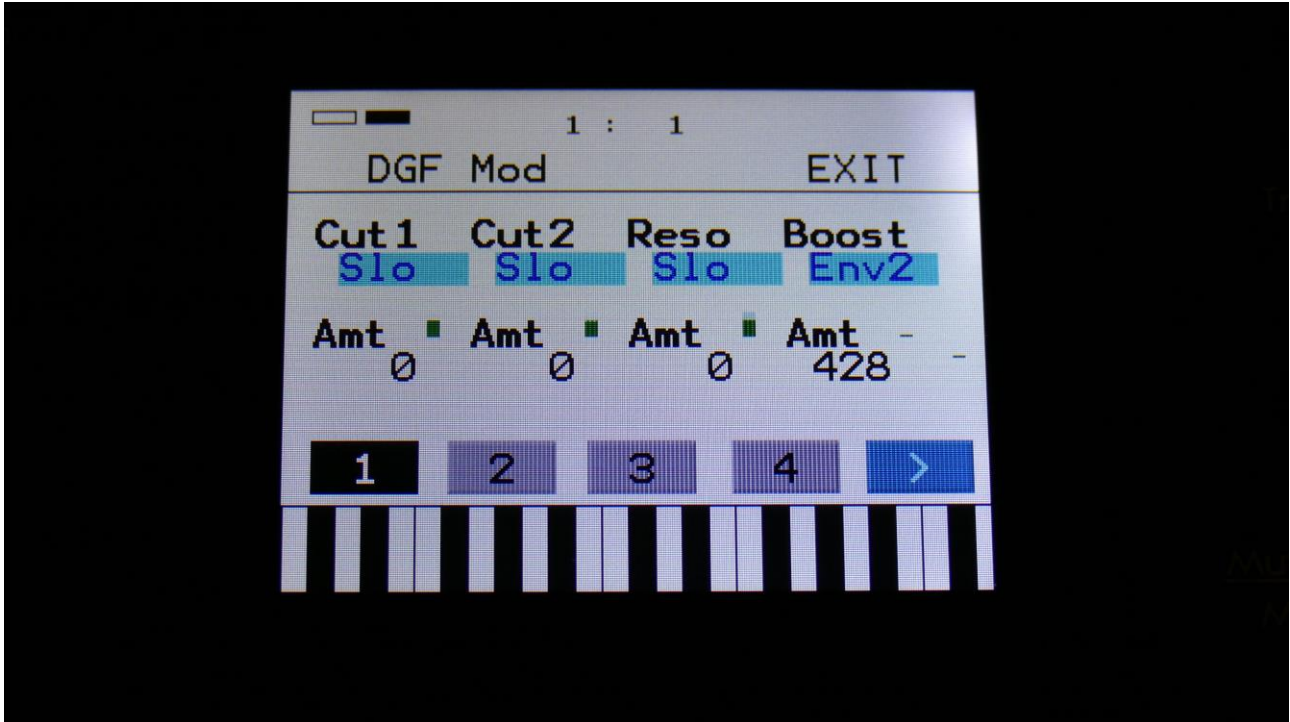 1 : 1
DGF Mod EXIT
Cut1 Cut2 Reso Boost
Slo Slo Slo Env2
Amt Amt Amt Amt
0 0 0 428
1 2 3 4 >